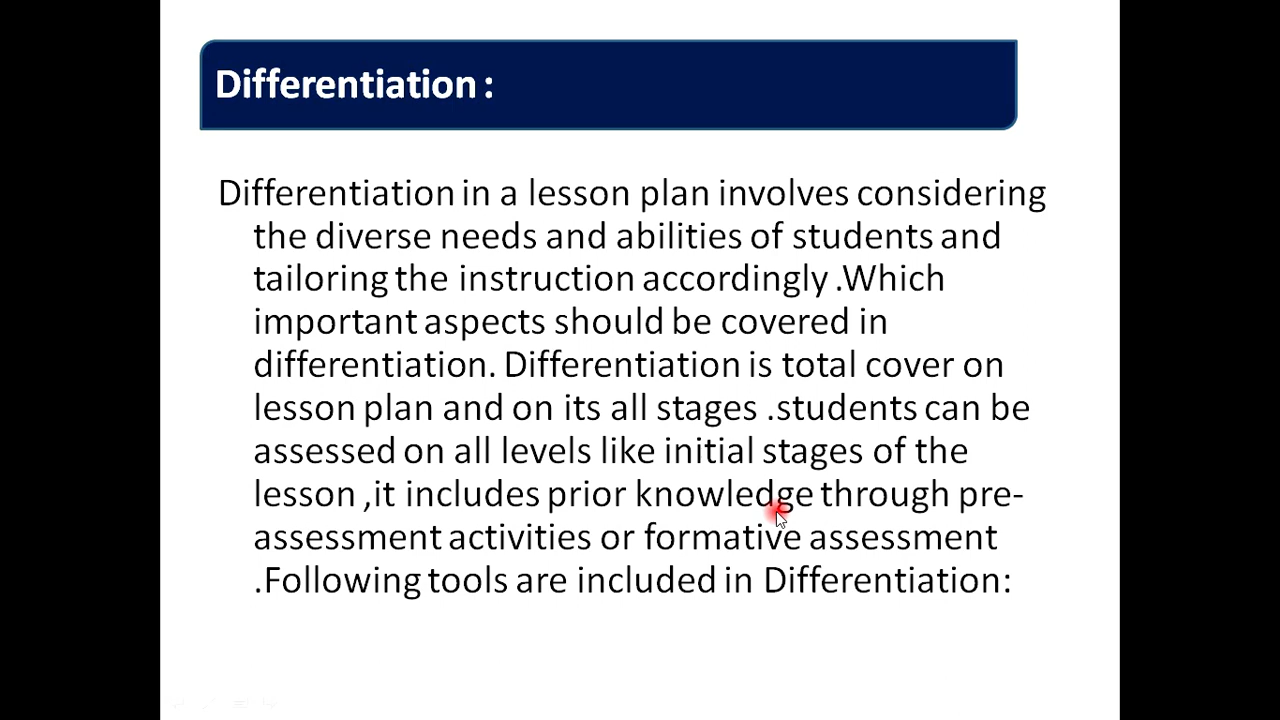 Differentiation :
Differentiation in a lesson plan involves considering
the diverse needs and abilities of students and
tailoring the instruction accordingly .Which
important aspects should be covered in
differentiation. Differentiation is total cover on
lesson plan and on its all stages .students can be
assessed on all levels like initial stages of the
lesson ,it includes prior knowledge through pre-
assessment activities or formative assessment
.Following tools are included in Differentiation: